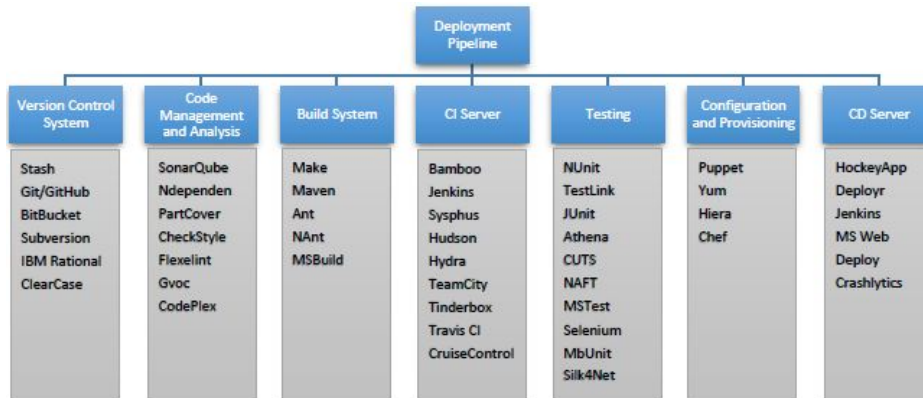 Deployment
Pipeline
Version Control
System
Stash
Git/GitHub
BitBucket
Subversion
IBM Rational
ClearCase
Code
Management
and Analysis
SonarQube
Ndependen
PartCover
CheckStyle
Flexelint
Gvoc
CodePlex
Build System
Make
Maven
Ant
NAnt
MSBuild
CI Server
Bamboo
Jenkins
Sysphus
Hudson
Hydra
TeamCity
Tinderbox
Travis CI
CruiseControl
Testing
NUnit
TestLink
JUnit
Athena
CUTS
NAFT
MSTest
Selenium
MbUnit
Silk4Net
Configuration
and Provisioning
Puppet
Yum
Hiera
Chef
CD Server
HockeyApp
Deployr
Jenkins
MS Web
Deploy
Crashlytics